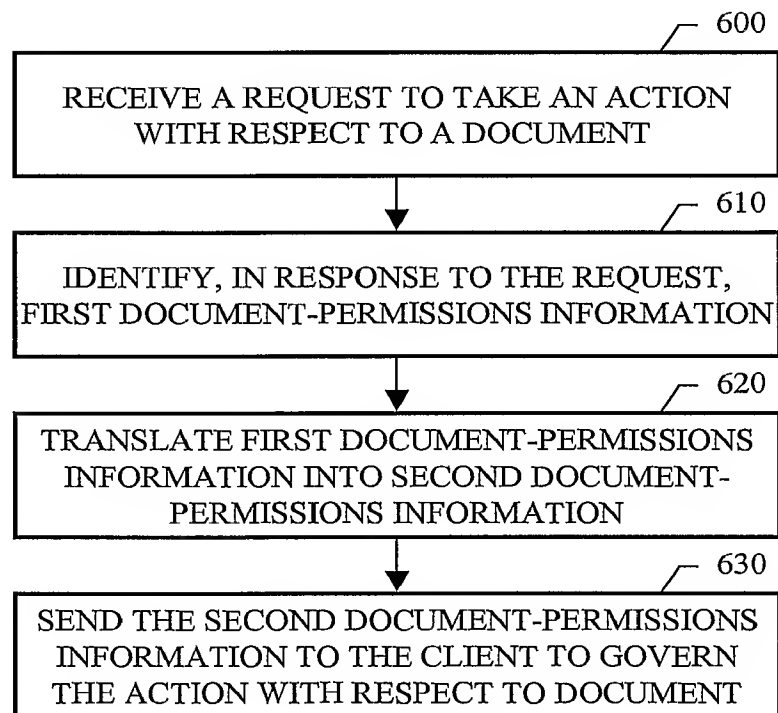 600
RECEIVE A REQUEST TO TAKE AN ACTION
WITH RESPECT TO A DOCUMENT
610
IDENTIFY, IN RESPONSE TO THE REQUEST,
FIRST DOCUMENT-PERMISSIONS INFORMATION
620
TRANSLATE FIRST DOCUMENT-PERMISSIONS
INFORMATION INTO SECOND DOCUMENT-
PERMISSIONS INFORMATION
630
SEND THE SECOND DOCUMENT-PERMISSIONS
INFORMATION TO THE CLIENT TO GOVERN
THE ACTION WITH RESPECT TO DOCUMENT